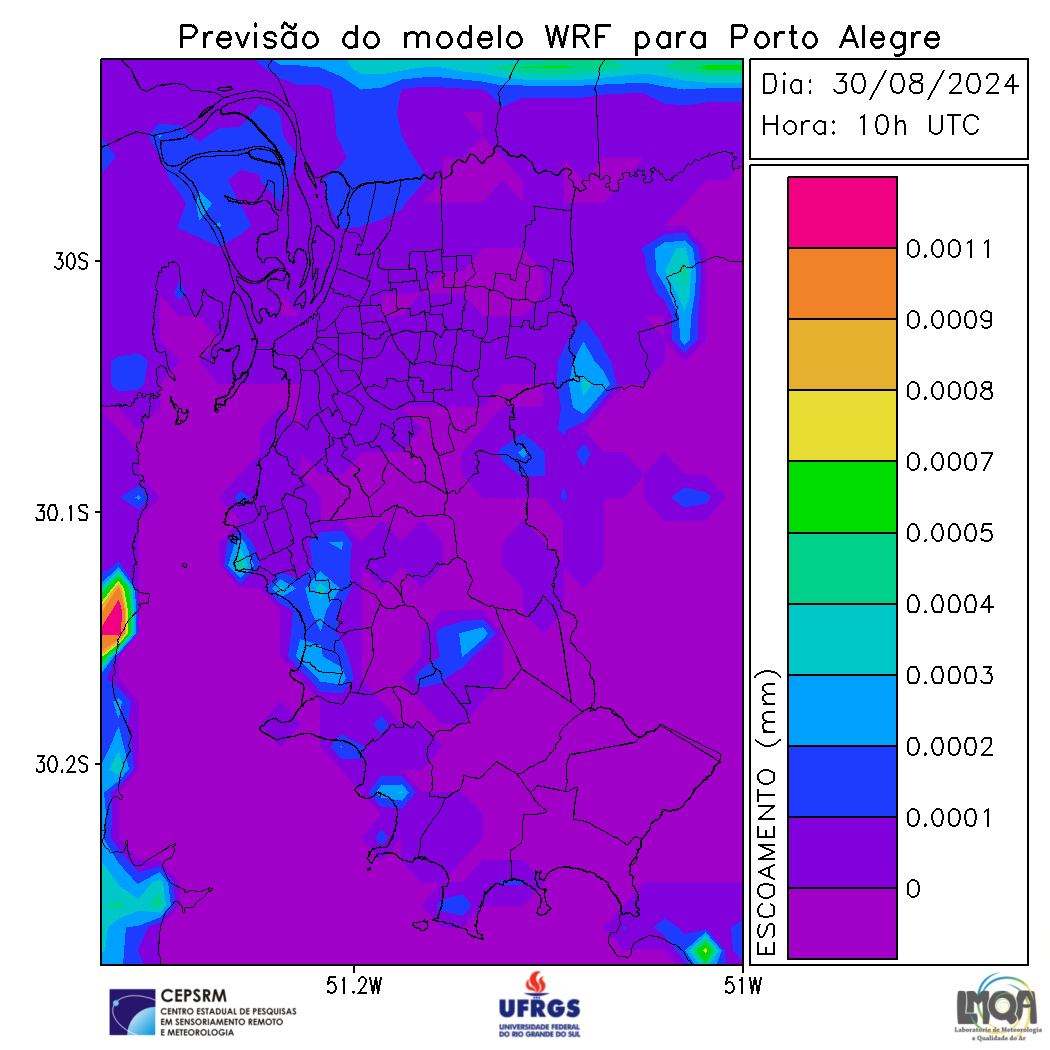 Previsão do modelo WRF para Porto Alegre
Dia: 30/08/2024
Hora: 10h UTC
0.0011
0.0009
0.0008
0.0007
0.0005
0.0004
0.0003
0.0002
0.0001
0
ESCOAMENTO (mm)
30S
30.1S
30.2S
51.2W
51W
CEPSRM
CENTRO ESTADUAL DE PESQUISAS
EM SENSORIAMENTO REMOTO
E METEOROLOGIA
UFRGS
UNIVERSIDADE FEDERAL
DO RIO GRANDE DO SUL
LMQA
Laboratório de Meteorologia
e Qualidade do Ar